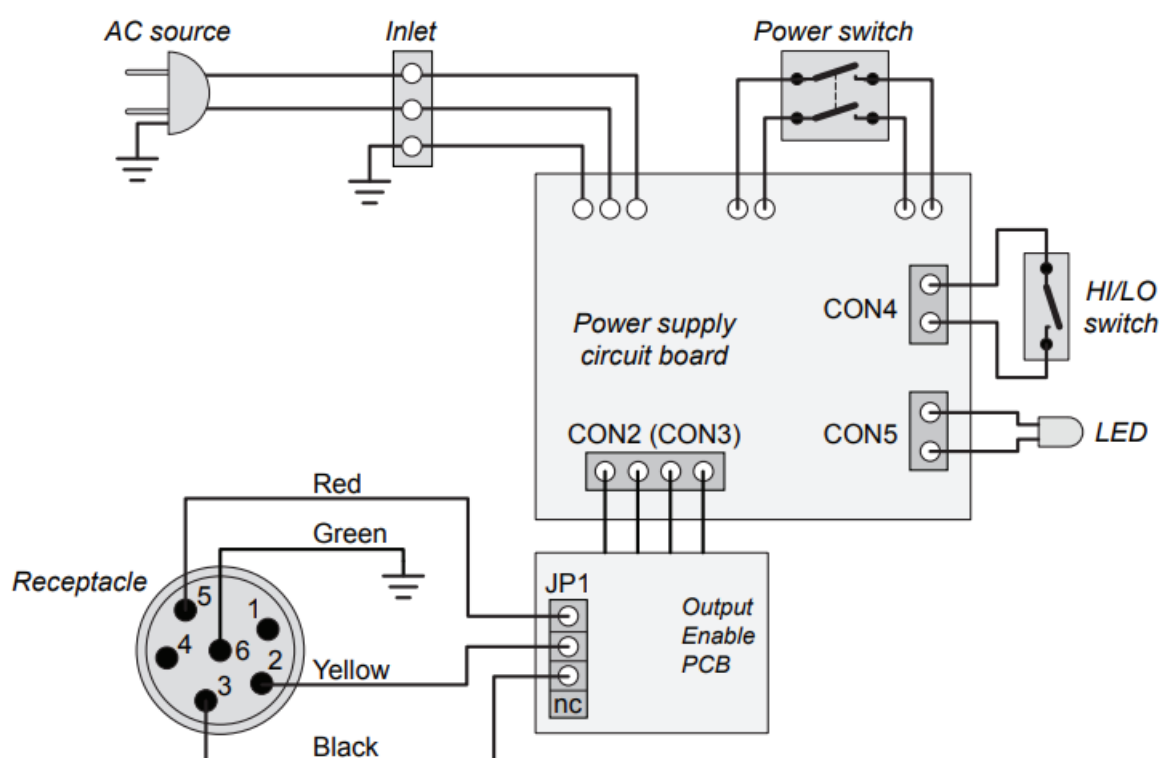 AC source
Inlet
Power switch
HI/LO
switch
CON4
Power supply
circuit board
CON2 (CON3)
CON5
LED
Red
Green
Receptacle
JP1
5
1
Output
Enable
PCB
4
6
2
Yellow
3
nc
Black